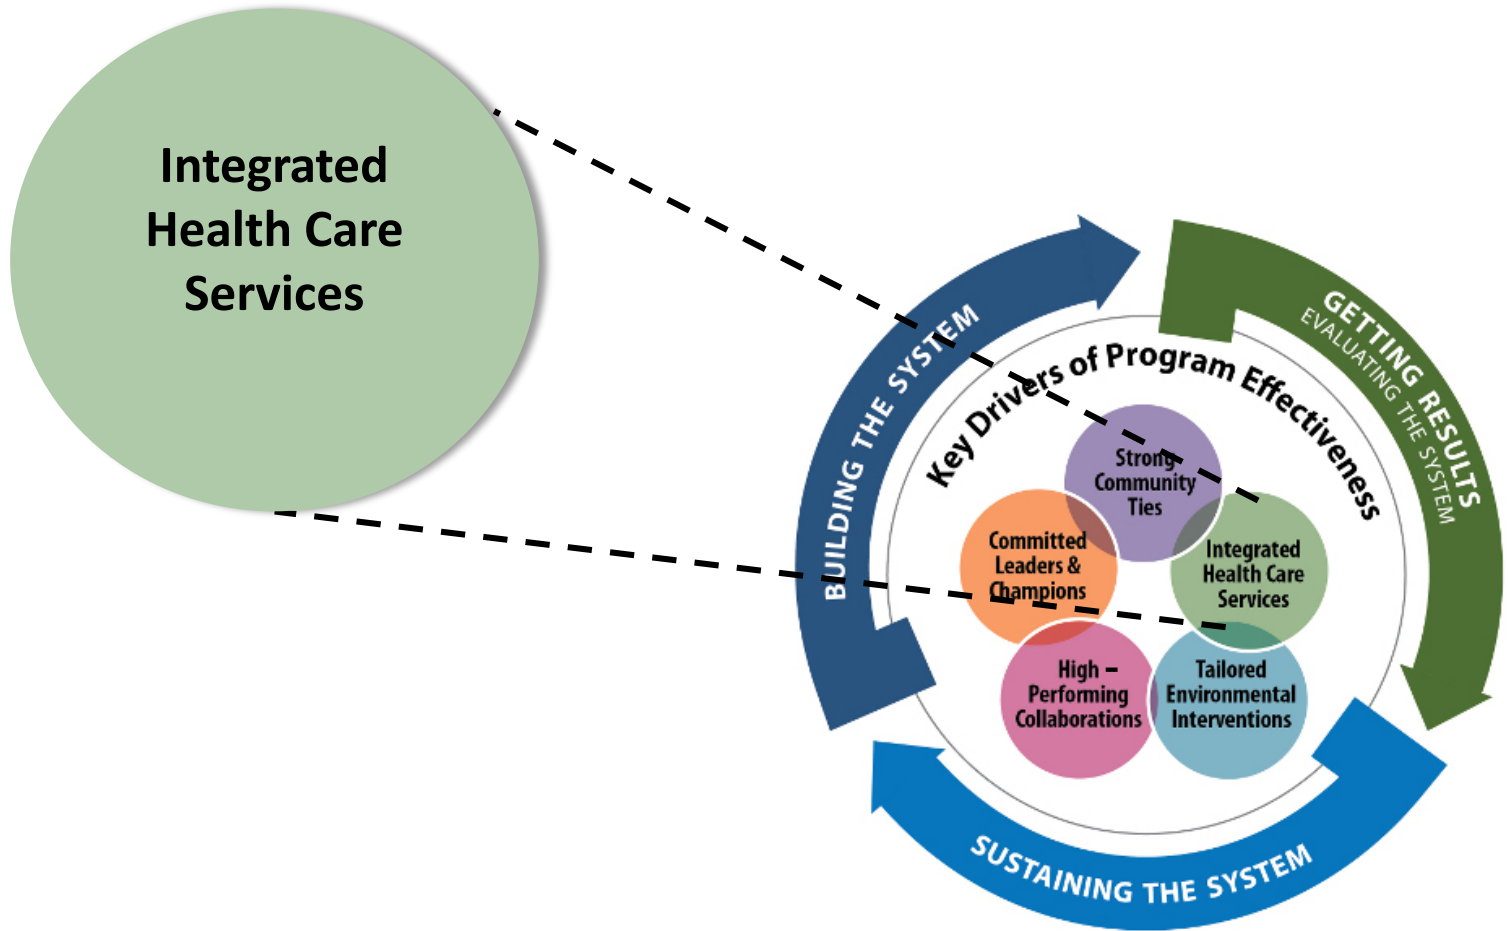 Integrated
Health Care
Services
BUILDING THE SYSTEM
GETTING RESULTS
EVALUATING THE SYSTEM
Key Drivers of Program Effectiveness
Strong
Community
Ties
Committed
Leaders &
Champions
Integrated
Health Care
Services
High –
Performing
Collaborations
Tailored
Environmental
Interventions
SUSTAINING THE SYSTEM